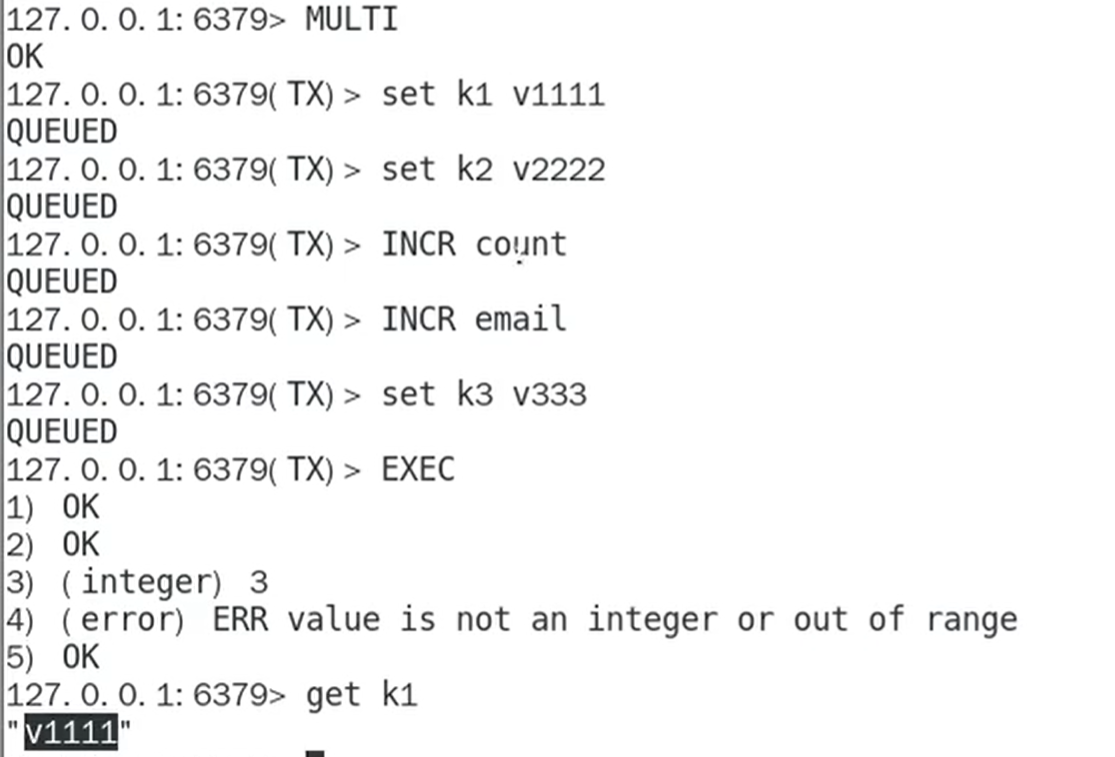 127.0.0.1:6379> MULTI
OK
127.0.0.1:6379(TX)> set k1 v1111
QUEUED
127.0.0.1:6379(TX)> set k2 v2222
QUEUED
127.0.0.1:6379(TX)> INCR count
QUEUED
127.0.0.1:6379(TX)> INCR email
QUEUED
127.0.0.1:6379(TX)> set k3 v333
QUEUED
127.0.0.1:6379(TX)> EXEC
1) OK
2) OK
3) (integer) 3
4) (error) ERR value is not an integer or out of range
5) OK
127.0.0.1:6379> get k1
"v1111"